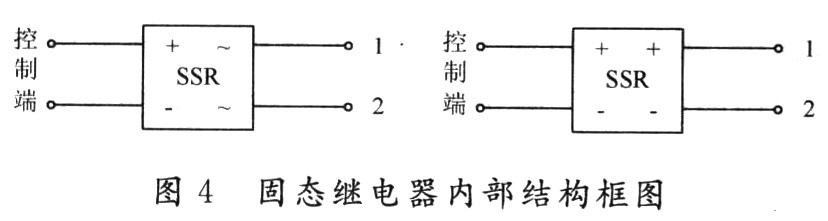 控制端 + ~ 1
SSR
- ~ 2
控制端 + + 1
SSR
- - 2
图 4 固态继电器内部结构框图